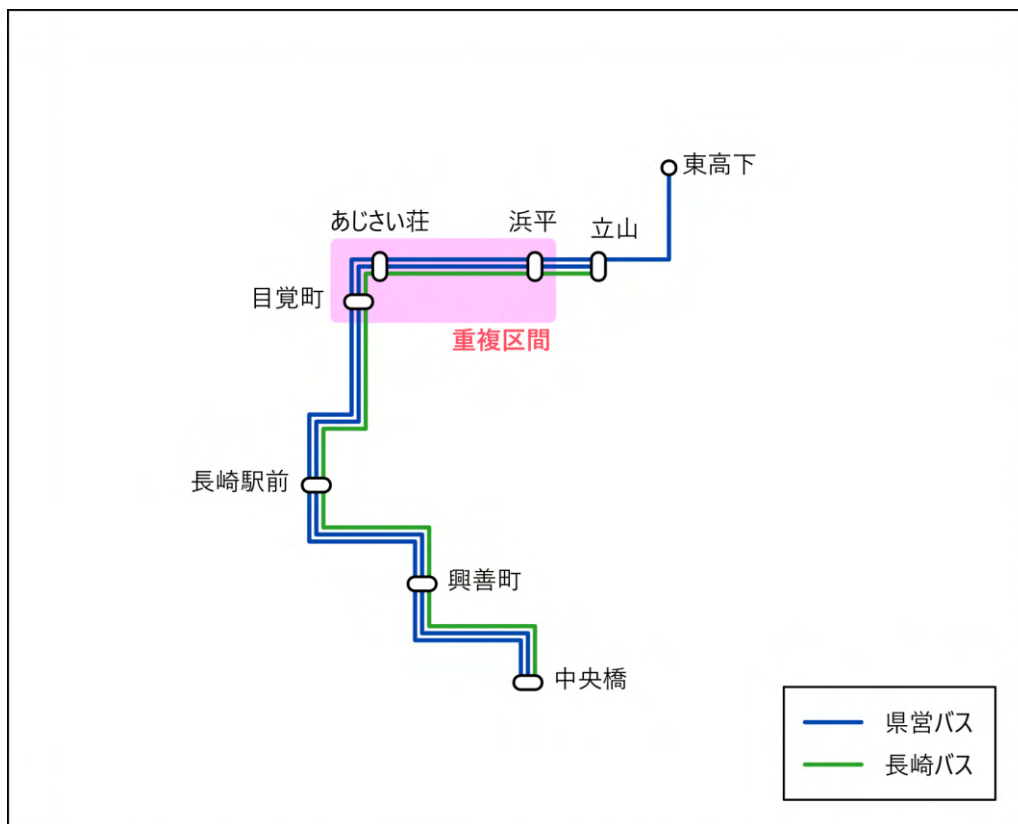 東高下
あじさい荘
浜平
立山
目覚町
重複区間
長崎駅前
興善町
中央橋
県営バス
長崎バス